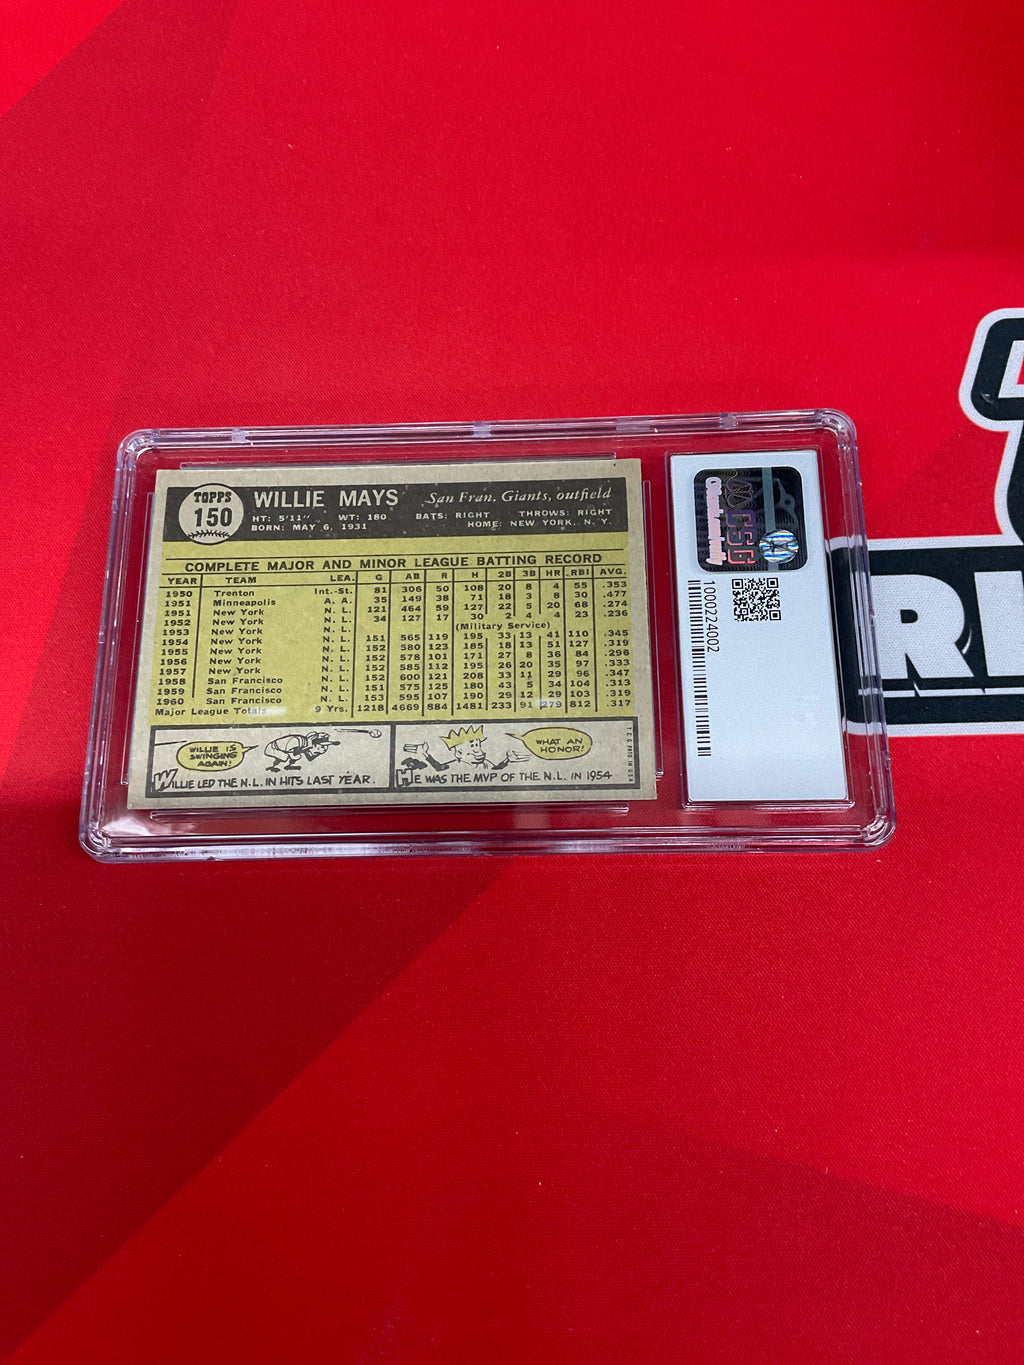 TOPPS
150
WILLIE MAYS San Fran. Giants, outfield
HT: 5'11" WT: 180 BATS: RIGHT THROWS: RIGHT
BORN: MAY 6, 1931 HOME: NEW YORK, N. Y.
COMPLETE MAJOR AND MINOR LEAGUE BATTING RECORD
YEAR TEAM LEA. G AB R H 2B 3B HR RBI AVG.
1950 Trenton Int.-St. 81 306 50 108 20 8 4 55 .353
1951 Minneapolis A. A. 35 149 38 71 18 3 8 30 .477
1951 New York N. L. 121 464 59 127 22 5 20 68 .274
1952 New York N. L. 34 127 17 30 2 4 4 23 .236
1953 New York N. L. (Military Service)
1954 New York N. L. 151 565 119 195 33 13 41 110 .345
1955 New York N. L. 152 580 123 185 18 13 51 127 .319
1956 New York N. L. 152 578 101 171 27 8 36 84 .296
1957 New York N. L. 152 585 112 195 26 20 35 97 .333
1958 San Francisco N. L. 152 600 121 208 33 11 29 96 .347
1959 San Francisco N. L. 151 575 125 180 43 5 34 104 .313
1960 San Francisco N. L. 153 595 107 190 29 12 29 103 .319
Major League Totals 9 Yrs. 1218 4669 884 1481 233 91 279 812 .317
WILLIE IS
SWINGING
AGAIN!
WILLIE LED THE N.L. IN HITS LAST YEAR.
WHAT AN
HONOR!
HE WAS THE MVP OF THE N.L. IN 1954
T.C.G. PRTD. IN U.S.A.
CSG
1000224002